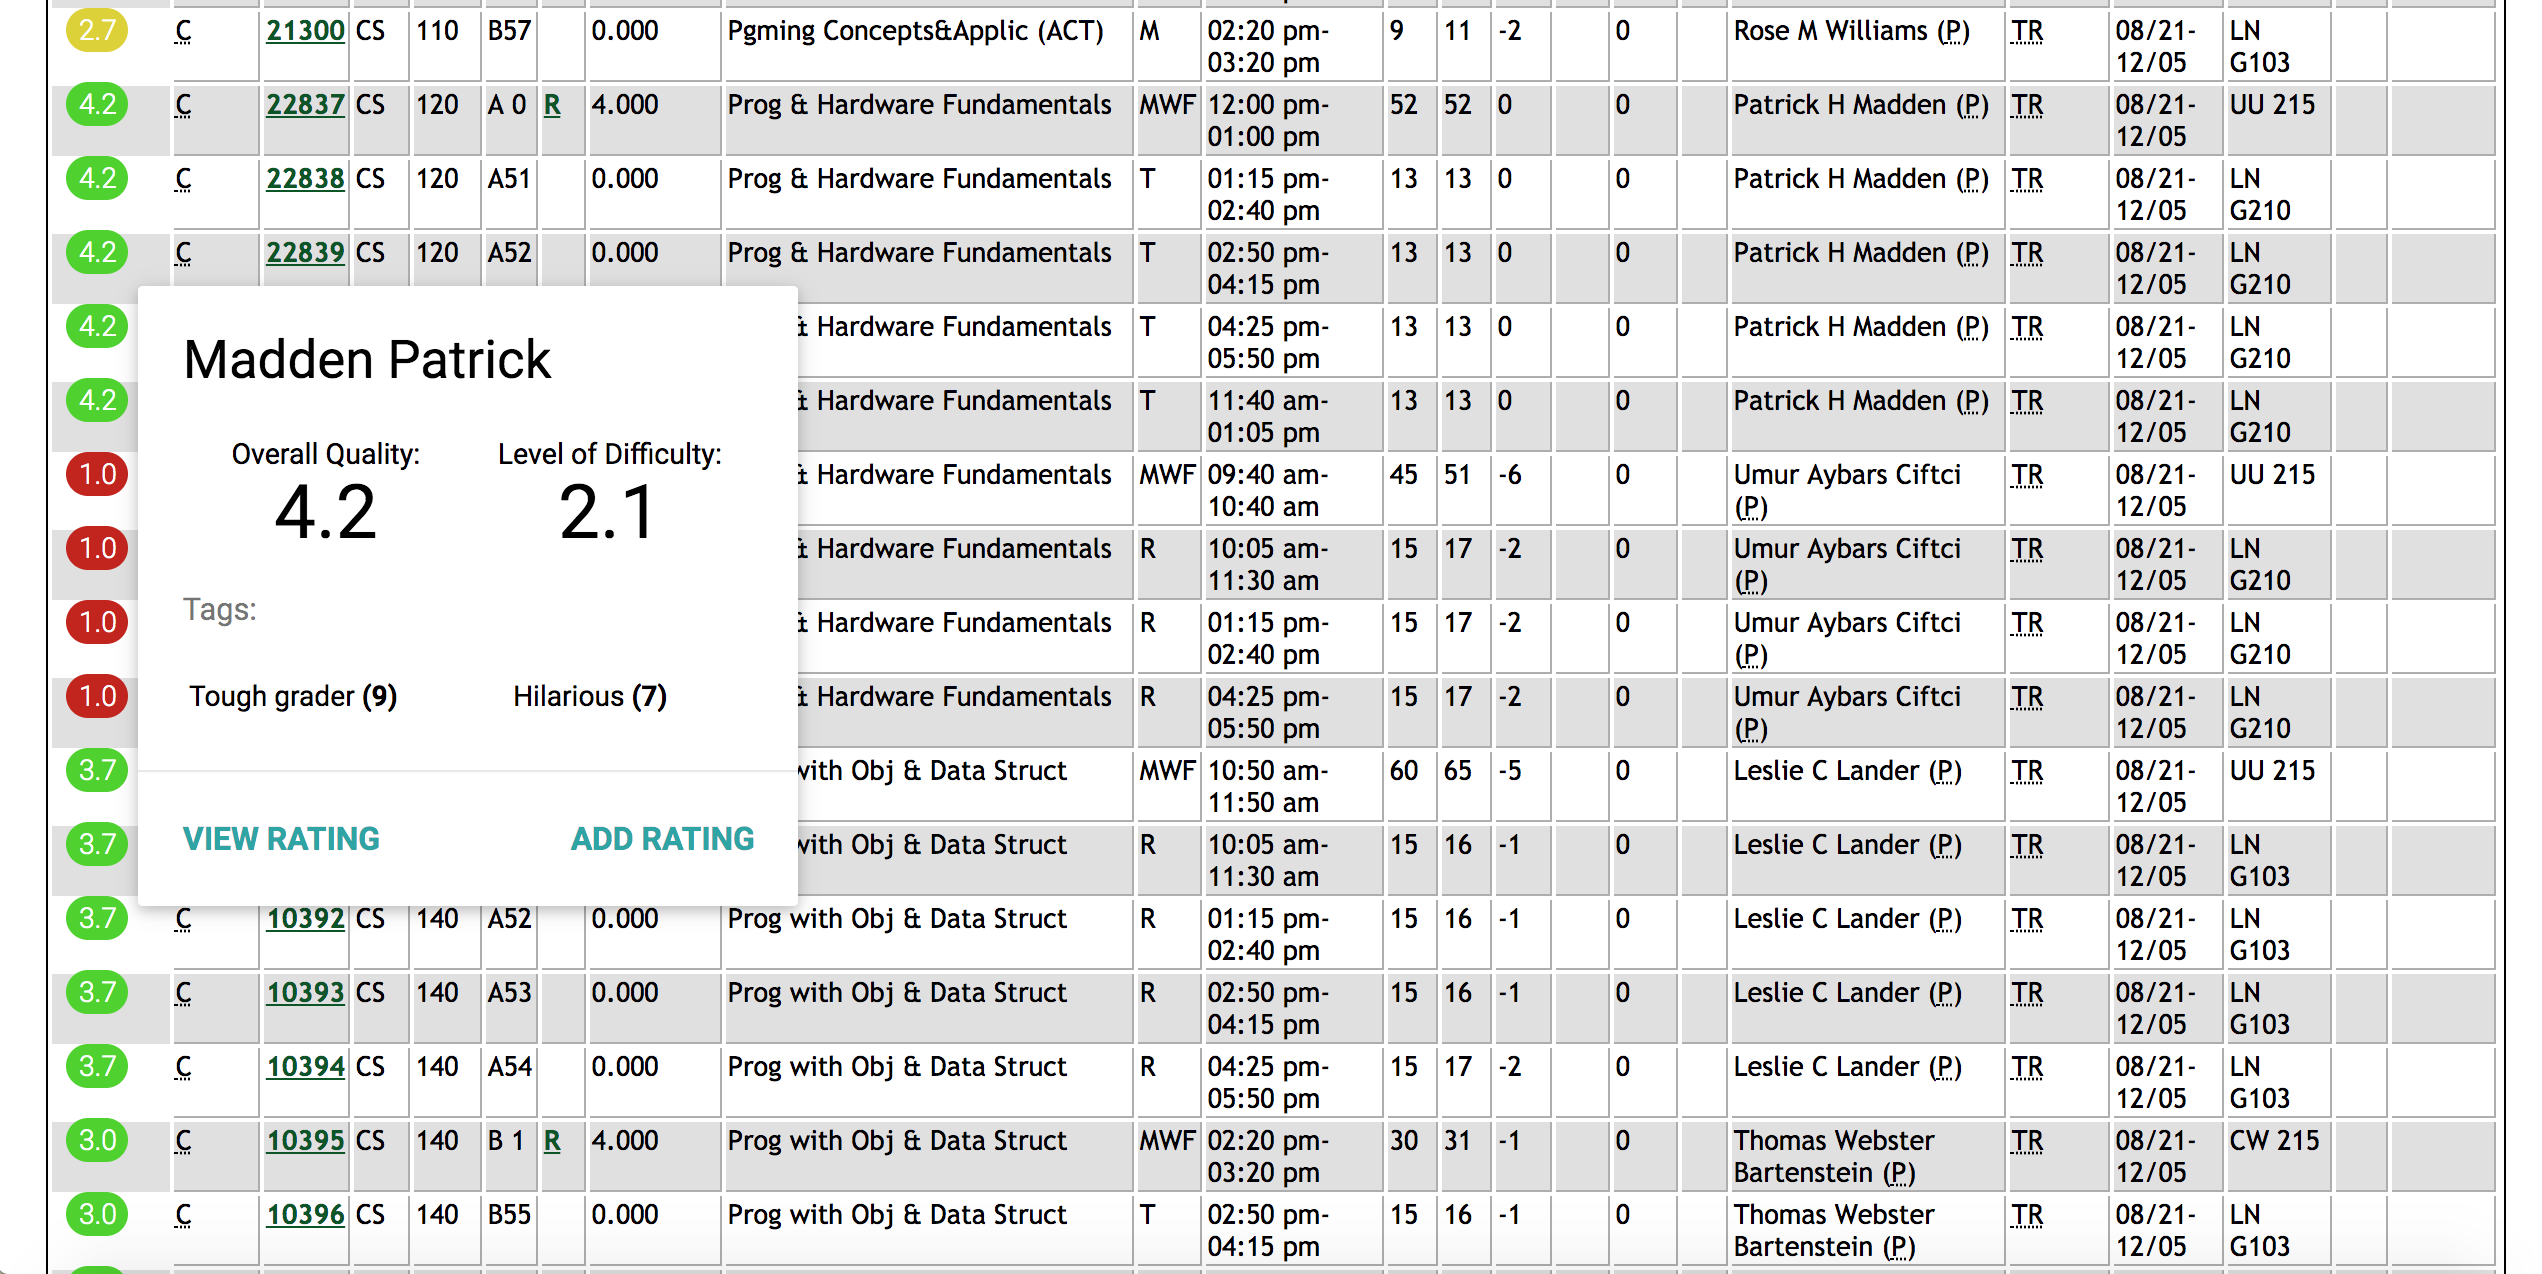 2.7 C 21300 CS 110 B57 0.000 Pgming Concepts&Applic (ACT) M 02:20 pm- 9 11 -2 0 Rose M Williams (P) TR 08/21- LN
03:20 pm 12/05 G103
4.2 C 22837 CS 120 A 0 R 4.000 Prog & Hardware Fundamentals MWF 12:00 pm- 52 52 0 0 Patrick H Madden (P) TR 08/21- UU 215
01:00 pm 12/05
4.2 C 22838 CS 120 A51 0.000 Prog & Hardware Fundamentals T 01:15 pm- 13 13 0 0 Patrick H Madden (P) TR 08/21- LN
02:40 pm 12/05 G210
4.2 C 22839 CS 120 A52 0.000 Prog & Hardware Fundamentals T 02:50 pm- 13 13 0 0 Patrick H Madden (P) TR 08/21- LN
04:15 pm 12/05 G210
4.2 & Hardware Fundamentals T 04:25 pm- 13 13 0 0 Patrick H Madden (P) TR 08/21- LN
05:50 pm 12/05 G210
4.2 & Hardware Fundamentals T 11:40 am- 13 13 0 0 Patrick H Madden (P) TR 08/21- LN
01:05 pm 12/05 G210
1.0 & Hardware Fundamentals MWF 09:40 am- 45 51 -6 0 Umur Aybars Ciftci TR 08/21- UU 215
10:40 am (P) 12/05
1.0 & Hardware Fundamentals R 10:05 am- 15 17 -2 0 Umur Aybars Ciftci TR 08/21- LN
11:30 am (P) 12/05 G210
1.0 & Hardware Fundamentals R 01:15 pm- 15 17 -2 0 Umur Aybars Ciftci TR 08/21- LN
02:40 pm (P) 12/05 G210
1.0 & Hardware Fundamentals R 04:25 pm- 15 17 -2 0 Umur Aybars Ciftci TR 08/21- LN
05:50 pm (P) 12/05 G210
3.7 with Obj & Data Struct MWF 10:50 am- 60 65 -5 0 Leslie C Lander (P) TR 08/21- UU 215
11:50 am 12/05
3.7 with Obj & Data Struct R 10:05 am- 15 16 -1 0 Leslie C Lander (P) TR 08/21- LN
11:30 am 12/05 G103
3.7 C 10392 CS 140 A52 0.000 Prog with Obj & Data Struct R 01:15 pm- 15 16 -1 0 Leslie C Lander (P) TR 08/21- LN
02:40 pm 12/05 G103
3.7 C 10393 CS 140 A53 0.000 Prog with Obj & Data Struct R 02:50 pm- 15 16 -1 0 Leslie C Lander (P) TR 08/21- LN
04:15 pm 12/05 G103
3.7 C 10394 CS 140 A54 0.000 Prog with Obj & Data Struct R 04:25 pm- 15 17 -2 0 Leslie C Lander (P) TR 08/21- LN
05:50 pm 12/05 G103
3.0 C 10395 CS 140 B 1 R 4.000 Prog with Obj & Data Struct MWF 02:20 pm- 30 31 -1 0 Thomas Webster TR 08/21- CW 215
03:20 pm Bartenstein (P) 12/05
3.0 C 10396 CS 140 B55 0.000 Prog with Obj & Data Struct T 02:50 pm- 15 16 -1 0 Thomas Webster TR 08/21- LN
04:15 pm Bartenstein (P) 12/05 G103
Madden Patrick
Overall Quality: Level of Difficulty:
4.2 2.1
Tags:
Tough grader (9) Hilarious (7)
VIEW RATING ADD RATING